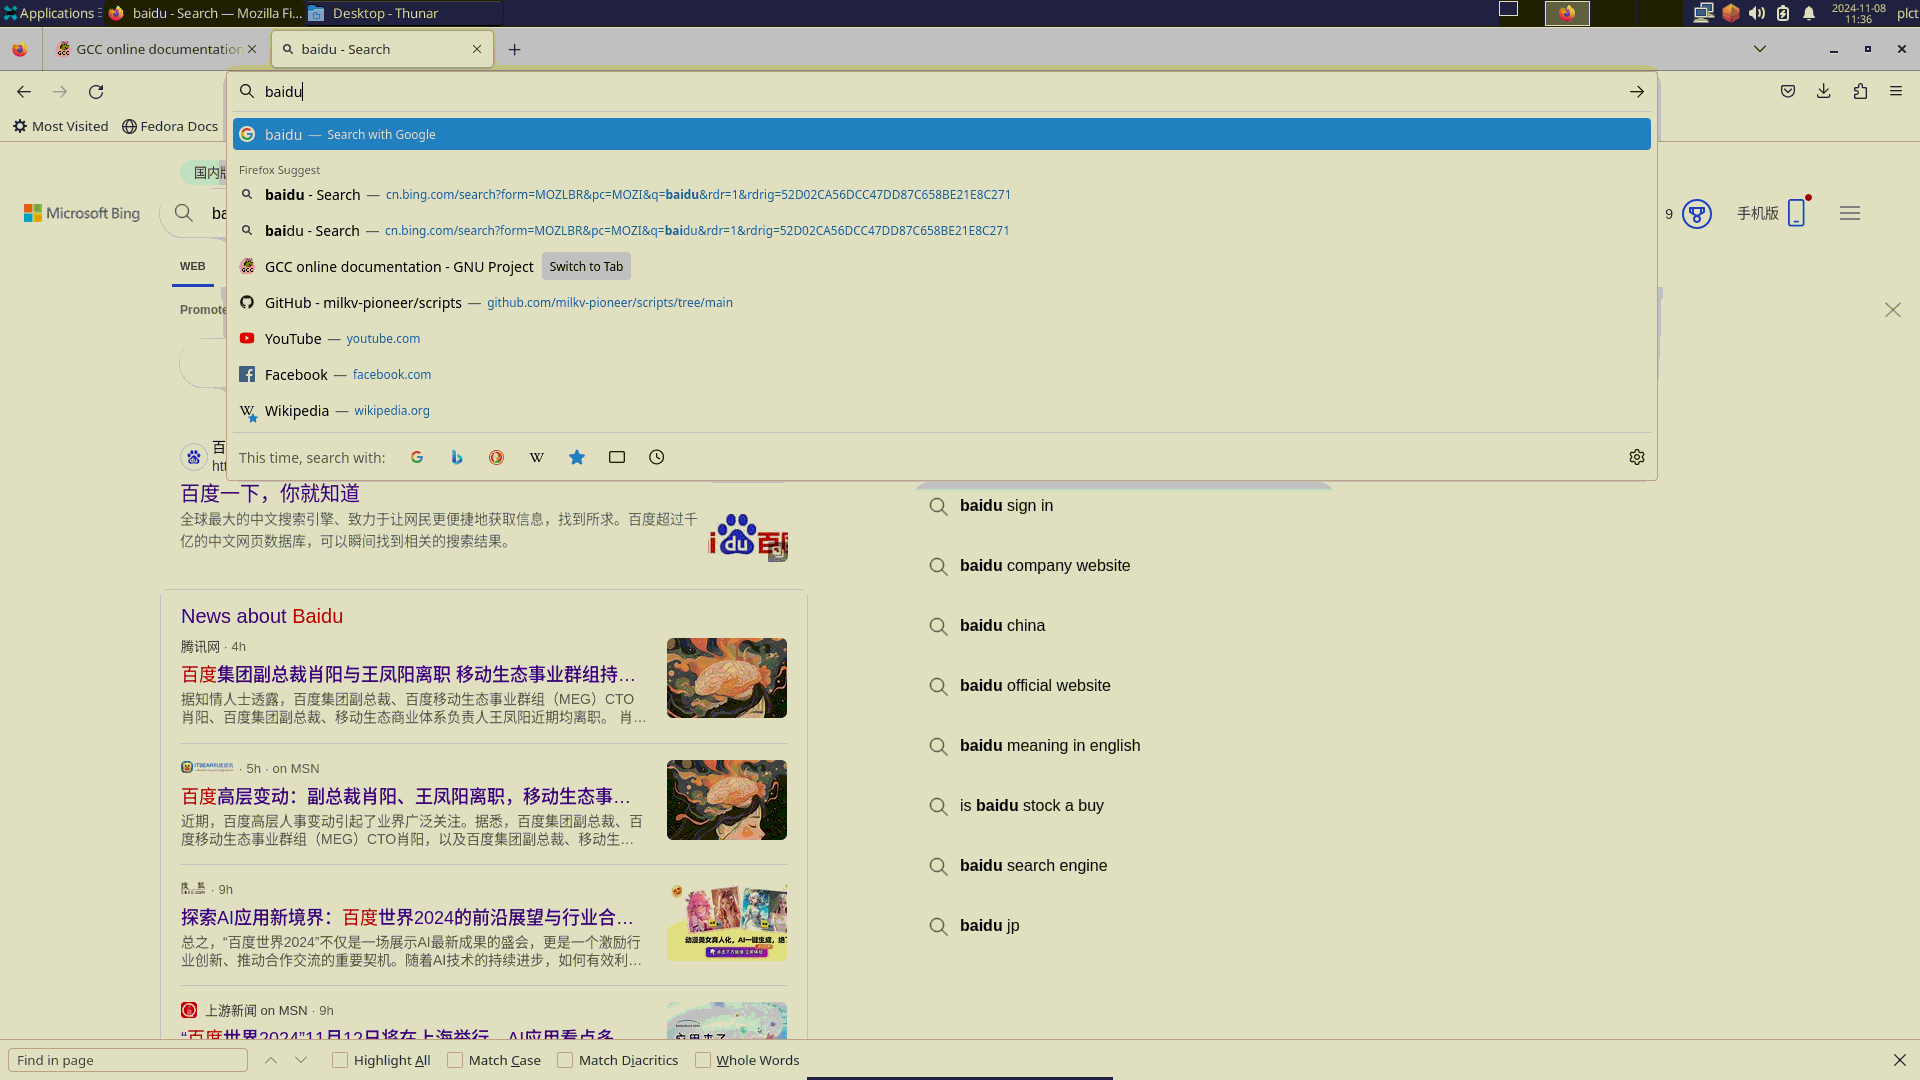 Applications
baidu - Search — Mozilla Fi...
Desktop - Thunar
2024-11-08
11:36
plct
GCC online documentation
baidu - Search
baidu
Most Visited
Fedora Docs
baidu — Search with Google
Firefox Suggest
baidu - Search — cn.bing.com/search?form=MOZLBR&pc=MOZI&q=baidu&rdr=1&rdrig=52D02CA56DCC47DD87C658BE21E8C271
baidu - Search — cn.bing.com/search?form=MOZLBR&pc=MOZI&q=baidu&rdr=1&rdrig=52D02CA56DCC47DD87C658BE21E8C271
GCC online documentation - GNU Project Switch to Tab
GitHub - milkv-pioneer/scripts — github.com/milkv-pioneer/scripts/tree/main
YouTube — youtube.com
Facebook — facebook.com
Wikipedia — wikipedia.org
This time, search with:
国内版
Microsoft Bing
ba
9
手机版
WEB
Promote
百
htt
百度一下，你就知道
全球最大的中文搜索引擎、致力于让网民更便捷地获取信息，找到所求。百度超过千
亿的中文网页数据库，可以瞬间找到相关的搜索结果。
News about Baidu
腾讯网 · 4h
百度集团副总裁肖阳与王凤阳离职 移动生态事业群组持...
据知情人士透露，百度集团副总裁、百度移动生态事业群组（MEG）CTO
肖阳、百度集团副总裁、移动生态商业体系负责人王凤阳近期均离职。 肖...
· 5h · on MSN
百度高层变动：副总裁肖阳、王凤阳离职，移动生态事...
近期，百度高层人事变动引起了业界广泛关注。据悉，百度集团副总裁、百
度移动生态事业群组（MEG）CTO肖阳，以及百度集团副总裁、移动生...
· 9h
探索AI应用新境界：百度世界2024的前沿展望与行业合...
总之，“百度世界2024”不仅是一场展示AI最新成果的盛会，更是一个激励行
业创新、推动合作交流的重要契机。随着AI技术的持续进步，如何有效利...
上游新闻 on MSN · 9h
“百度世界2024”11月12日将在上海举行，AI应用看点多
baidu sign in
baidu company website
baidu china
baidu official website
baidu meaning in english
is baidu stock a buy
baidu search engine
baidu jp
Find in page
Highlight All
Match Case
Match Diacritics
Whole Words